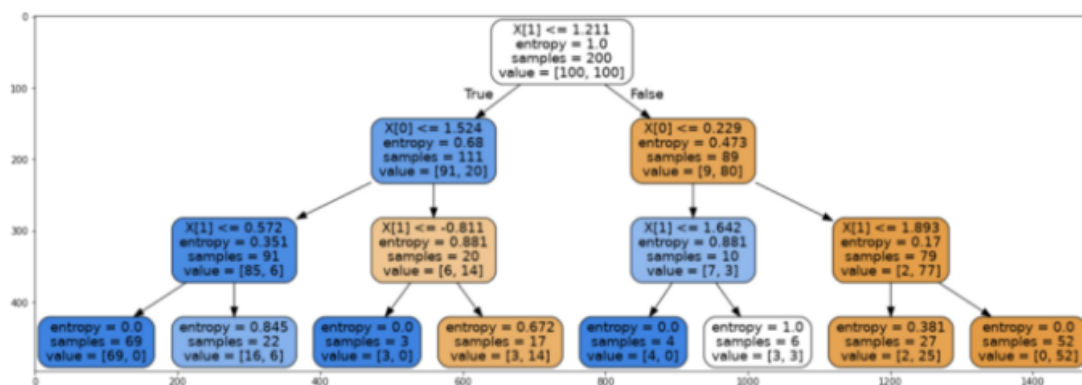 X[1] <= 1.211
entropy = 1.0
samples = 200
value = [100, 100]
True
False
X[0] <= 1.524
entropy = 0.68
samples = 111
value = [91, 20]
X[0] <= 0.229
entropy = 0.473
samples = 89
value = [9, 80]
X[1] <= 0.572
entropy = 0.351
samples = 91
value = [85, 6]
X[1] <= -0.811
entropy = 0.881
samples = 20
value = [6, 14]
X[1] <= 1.642
entropy = 0.881
samples = 10
value = [7, 3]
X[1] <= 1.893
entropy = 0.17
samples = 79
value = [2, 77]
entropy = 0.0
samples = 69
value = [69, 0]
entropy = 0.845
samples = 22
value = [16, 6]
entropy = 0.0
samples = 3
value = [3, 0]
entropy = 0.672
samples = 17
value = [3, 14]
entropy = 0.0
samples = 4
value = [4, 0]
entropy = 1.0
samples = 6
value = [3, 3]
entropy = 0.381
samples = 27
value = [2, 25]
entropy = 0.0
samples = 52
value = [0, 52]
0
100
200
300
400
0 200 400 600 800 1000 1200 1400